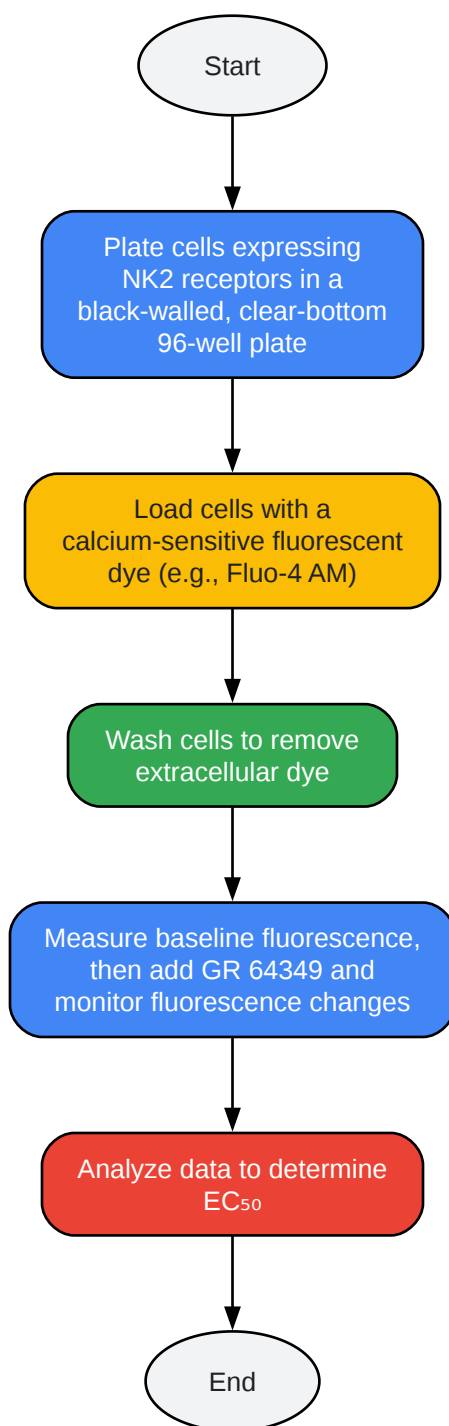 Start
Plate cells expressing
NK2 receptors in a
black-walled, clear-bottom
96-well plate
Load cells with a
calcium-sensitive fluorescent
dye (e.g., Fluo-4 AM)
Wash cells to remove
extracellular dye
Measure baseline fluorescence,
then add GR 64349 and
monitor fluorescence changes
Analyze data to determine
EC₅₀
End